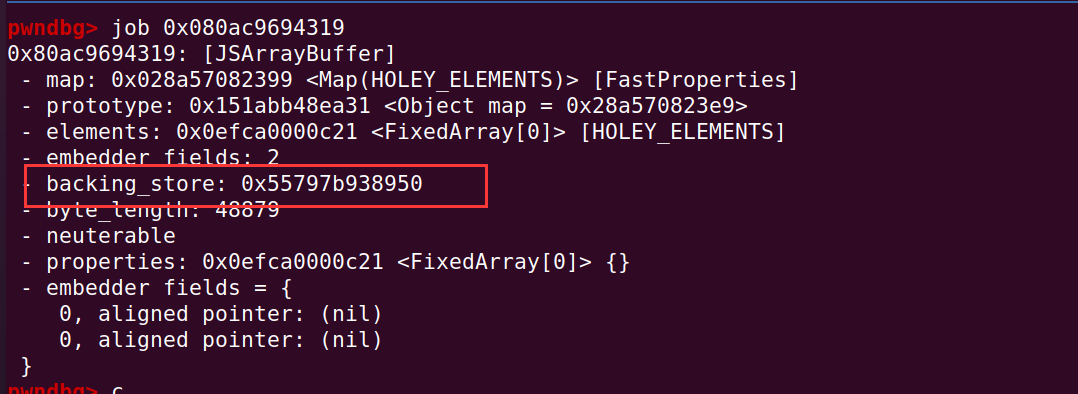 pwndbg> job 0x080ac9694319
0x80ac9694319: [JSArrayBuffer]
- map: 0x028a57082399 <Map(HOLEY_ELEMENTS)> [FastProperties]
- prototype: 0x151abb48ea31 <Object map = 0x28a570823e9>
- elements: 0x0efca0000c21 <FixedArray[0]> [HOLEY_ELEMENTS]
- embedder fields: 2
- backing_store: 0x55797b938950
- byte_length: 48879
- neuterable
- properties: 0x0efca0000c21 <FixedArray[0]> {}
- embedder fields = {
0, aligned pointer: (nil)
0, aligned pointer: (nil)
}
pwndbg> c